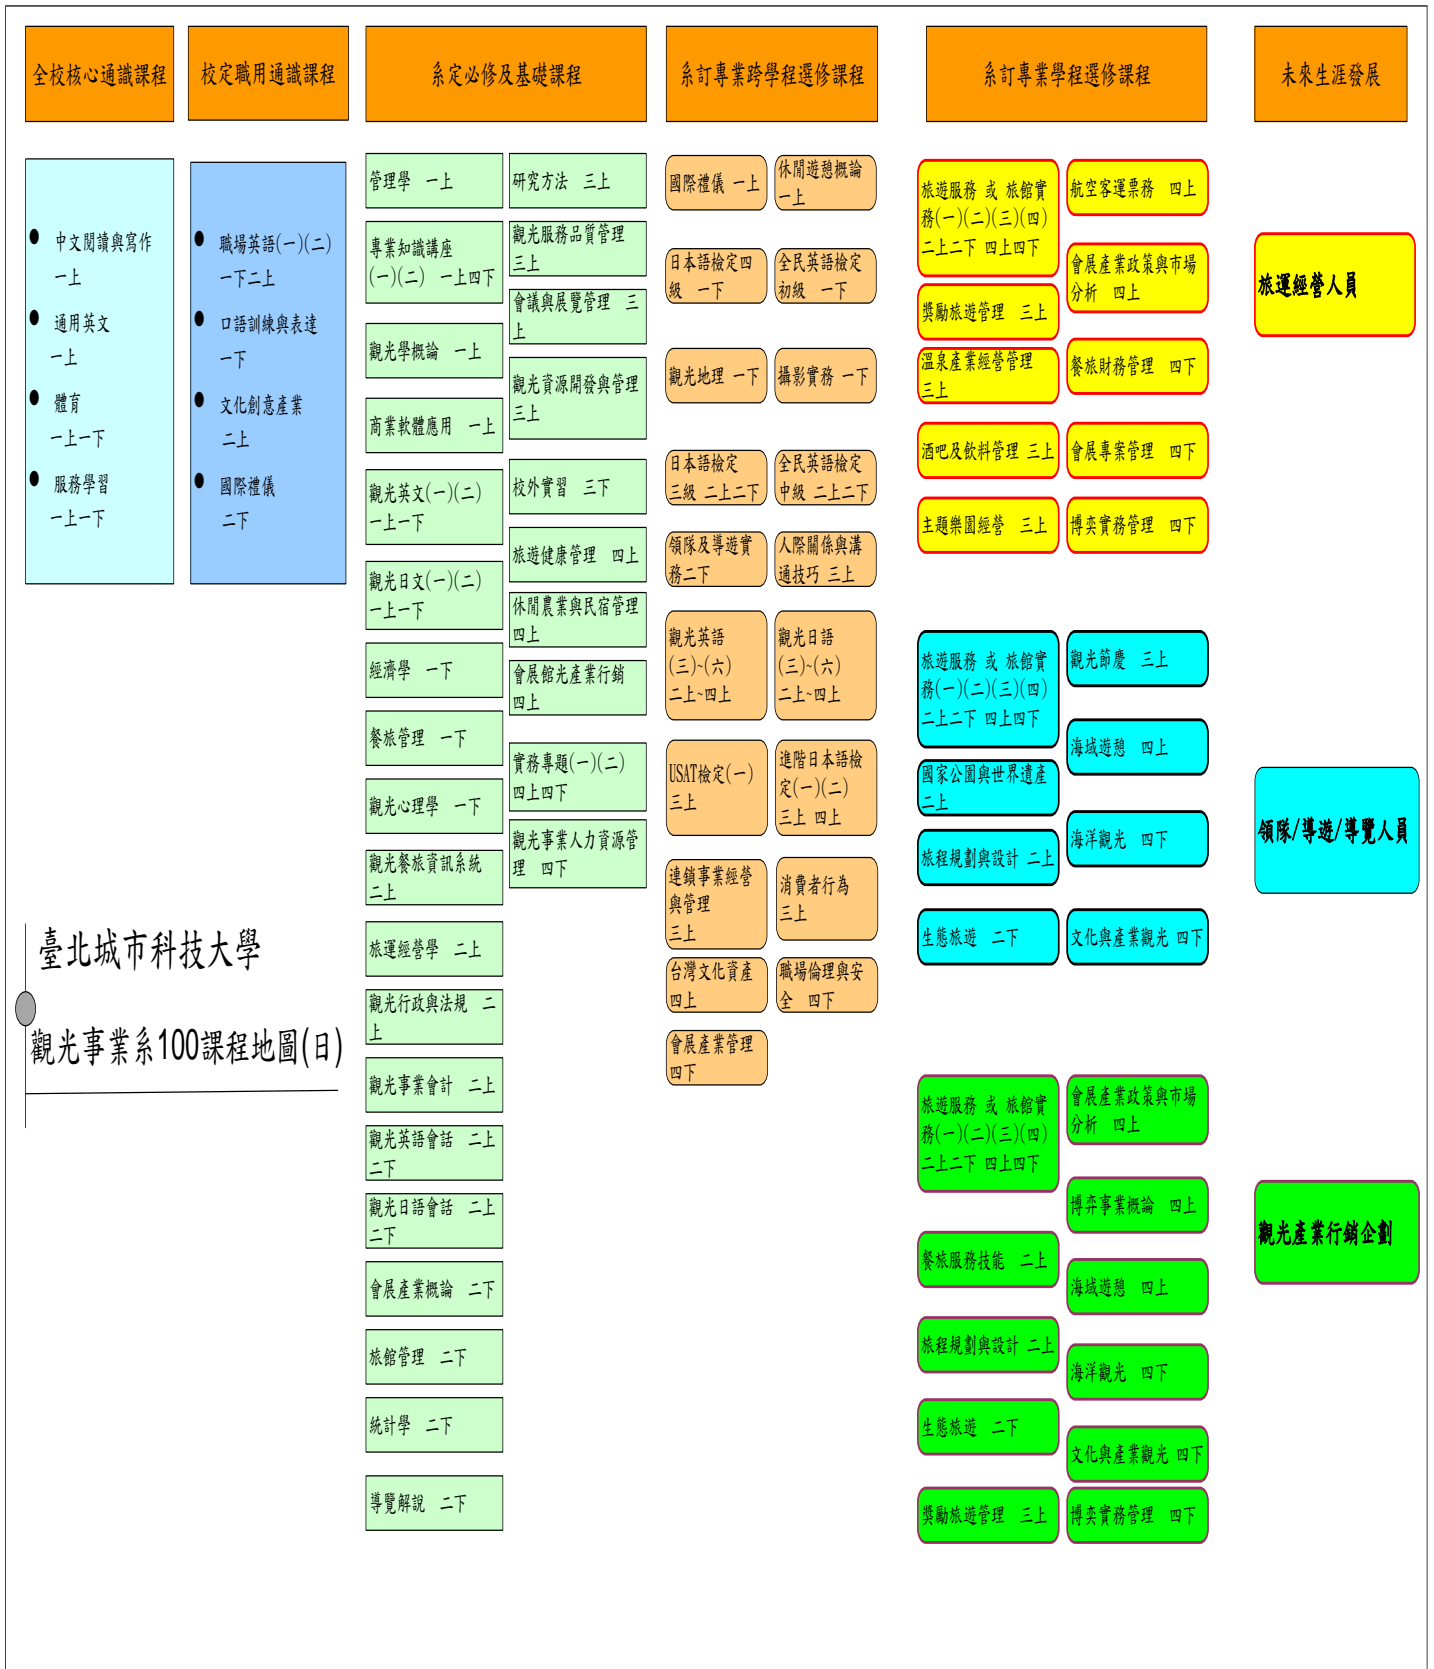 全校核心通識課程
校定職用通識課程
系定必修及基礎課程
系訂專業跨學程選修課程
系訂專業學程選修課程
未來生涯發展
● 中文閱讀與寫作
一上
● 通用英文
一上
● 體育
一上一下
● 服務學習
一上一下
● 職場英語(一)(二)
一下二上
● 口語訓練與表達
一下
● 文化創意產業
二上
● 國際禮儀
二下
管理學 一上
專業知識講座
(一)(二) 一上四下
觀光學概論 一上
商業軟體應用 一上
觀光英文(一)(二)
一上一下
觀光日文(一)(二)
一上一下
經濟學 一下
餐旅管理 一下
觀光心理學 一下
觀光餐旅資訊系統
二上
旅運經營學 二上
觀光行政與法規 二
上
觀光事業會計 二上
觀光英語會話 二上
二下
觀光日語會話 二上
二下
會展產業概論 二下
旅館管理 二下
統計學 二下
導覽解說 二下
研究方法 三上
觀光服務品質管理
三上
會議與展覽管理 三
上
觀光資源開發與管理
三上
校外實習 三下
旅遊健康管理 四上
休閒農業與民宿管理
四上
會展館光產業行銷
四上
實務專題(一)(二)
四上四下
觀光事業人力資源管
理 四下
國際禮儀 一上
休閒遊憩概論
一上
日本語檢定四
級 一下
全民英語檢定
初級 一下
觀光地理 一下
攝影實務 一下
日本語檢定
三級 二上二下
全民英語檢定
中級 二上二下
領隊及導遊實
務二下
人際關係與溝
通技巧 三上
觀光英語
(三)~(六)
二上~四上
觀光日語
(三)~(六)
二上~四上
USAT檢定(一)
三上
進階日本語檢
定(一)(二)
三上 四上
連鎖事業經營
與管理
三上
消費者行為
三上
台灣文化資產
四上
職場倫理與安
全 四下
會展產業管理
四下
旅遊服務 或 旅館實
務(一)(二)(三)(四)
二上二下 四上四下
獎勵旅遊管理 三上
溫泉產業經營管理
三上
酒吧及飲料管理 三上
主題樂園經營 三上
航空客運票務 四上
會展產業政策與市場
分析 四上
餐旅財務管理 四下
會展專案管理 四下
博奕實務管理 四下
旅運經營人員
旅遊服務 或 旅館實
務(一)(二)(三)(四)
二上二下 四上四下
國家公園與世界遺產
二上
旅程規劃與設計 二上
生態旅遊 二下
觀光節慶 三上
海域遊憩 四上
海洋觀光 四下
文化與產業觀光 四下
領隊/導遊/導覽人員
旅遊服務 或 旅館實
務(一)(二)(三)(四)
二上二下 四上四下
餐旅服務技能 二上
旅程規劃與設計 二上
生態旅遊 二下
獎勵旅遊管理 三上
會展產業政策與市場
分析 四上
博弈事業概論 四上
海域遊憩 四上
海洋觀光 四下
文化與產業觀光 四下
博奕實務管理 四下
觀光產業行銷企劃
臺北城市科技大學
觀光事業系100課程地圖(日)